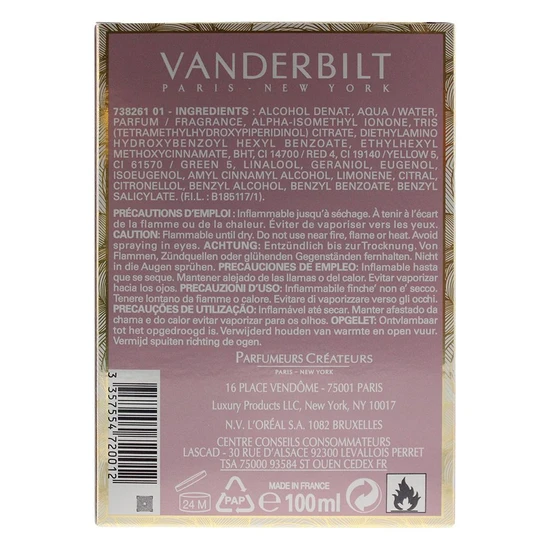 VANDERBILT
PARIS - NEW YORK
738261 01 - INGREDIENTS : ALCOHOL DENAT., AQUA / WATER,
PARFUM / FRAGRANCE, ALPHA-ISOMETHYL IONONE, TRIS
(TETRAMETHYLHYDROXYPIPERIDINOL) CITRATE, DIETHYLAMINO
HYDROXYBENZOYL HEXYL BENZOATE, ETHYLHEXYL
METHOXYCINNAMATE, BHT, CI 14700 / RED 4, CI 19140 / YELLOW 5,
CI 61570 / GREEN 5, LINALOOL, GERANIOL, EUGENOL,
ISOEUGENOL, AMYL CINNAMYL ALCOHOL, LIMONENE, CITRAL,
CITRONELLOL, BENZYL ALCOHOL, BENZYL BENZOATE, BENZYL
SALICYLATE. (F.I.L. : B185117/1).
PRÉCAUTIONS D'EMPLOI : Inflammable jusqu'à séchage. À tenir à l'écart
de la flamme ou de la chaleur. Éviter de vaporiser vers les yeux.
CAUTION: Flammable until dry. Do not use near fire, flame or heat. Avoid
spraying in eyes. ACHTUNG: Entzündlich bis zur Trocknung. Von
Flammen, Zündquellen oder glühenden Gegenständen fernhalten. Nicht
in die Augen sprühen. PRECAUCIONES DE EMPLEO: Inflamable hasta
que se seque. Mantener alejado de las llamas o del calor. Evitar vaporizar
hacia los ojos. PRECAUZIONI D'USO: Infiammabile finche' non e' secco.
Tenere lontano da fiamme o calore. Evitare di vaporizzare verso gli occhi.
PRECAUÇÕES DE UTILIZAÇÃO: inflamável até secar. Manter afastado da
chama e do calor evitar vaporizar para os olhos. OPGELET: Ontvlambaar
tot het opgedroogd is. Verwijderd houden van warmte en open vuur.
Vermijd spuiten richting de ogen.
PARFUMEURS CRÉATEURS
PARIS - NEW YORK
16 PLACE VENDÔME - 75001 PARIS
Luxury Products LLC, New York, NY 10017
N.V. L'ORÉAL S.A. 1082 BRUXELLES
CENTRE CONSEILS CONSOMMATEURS
LASCAD - 30 RUE D'ALSACE 92300 LEVALLOIS PERRET
TSA 75000 93584 ST OUEN CEDEX FR
3 357554 720012
MADE IN FRANCE
24 M
PAP
e 100ml